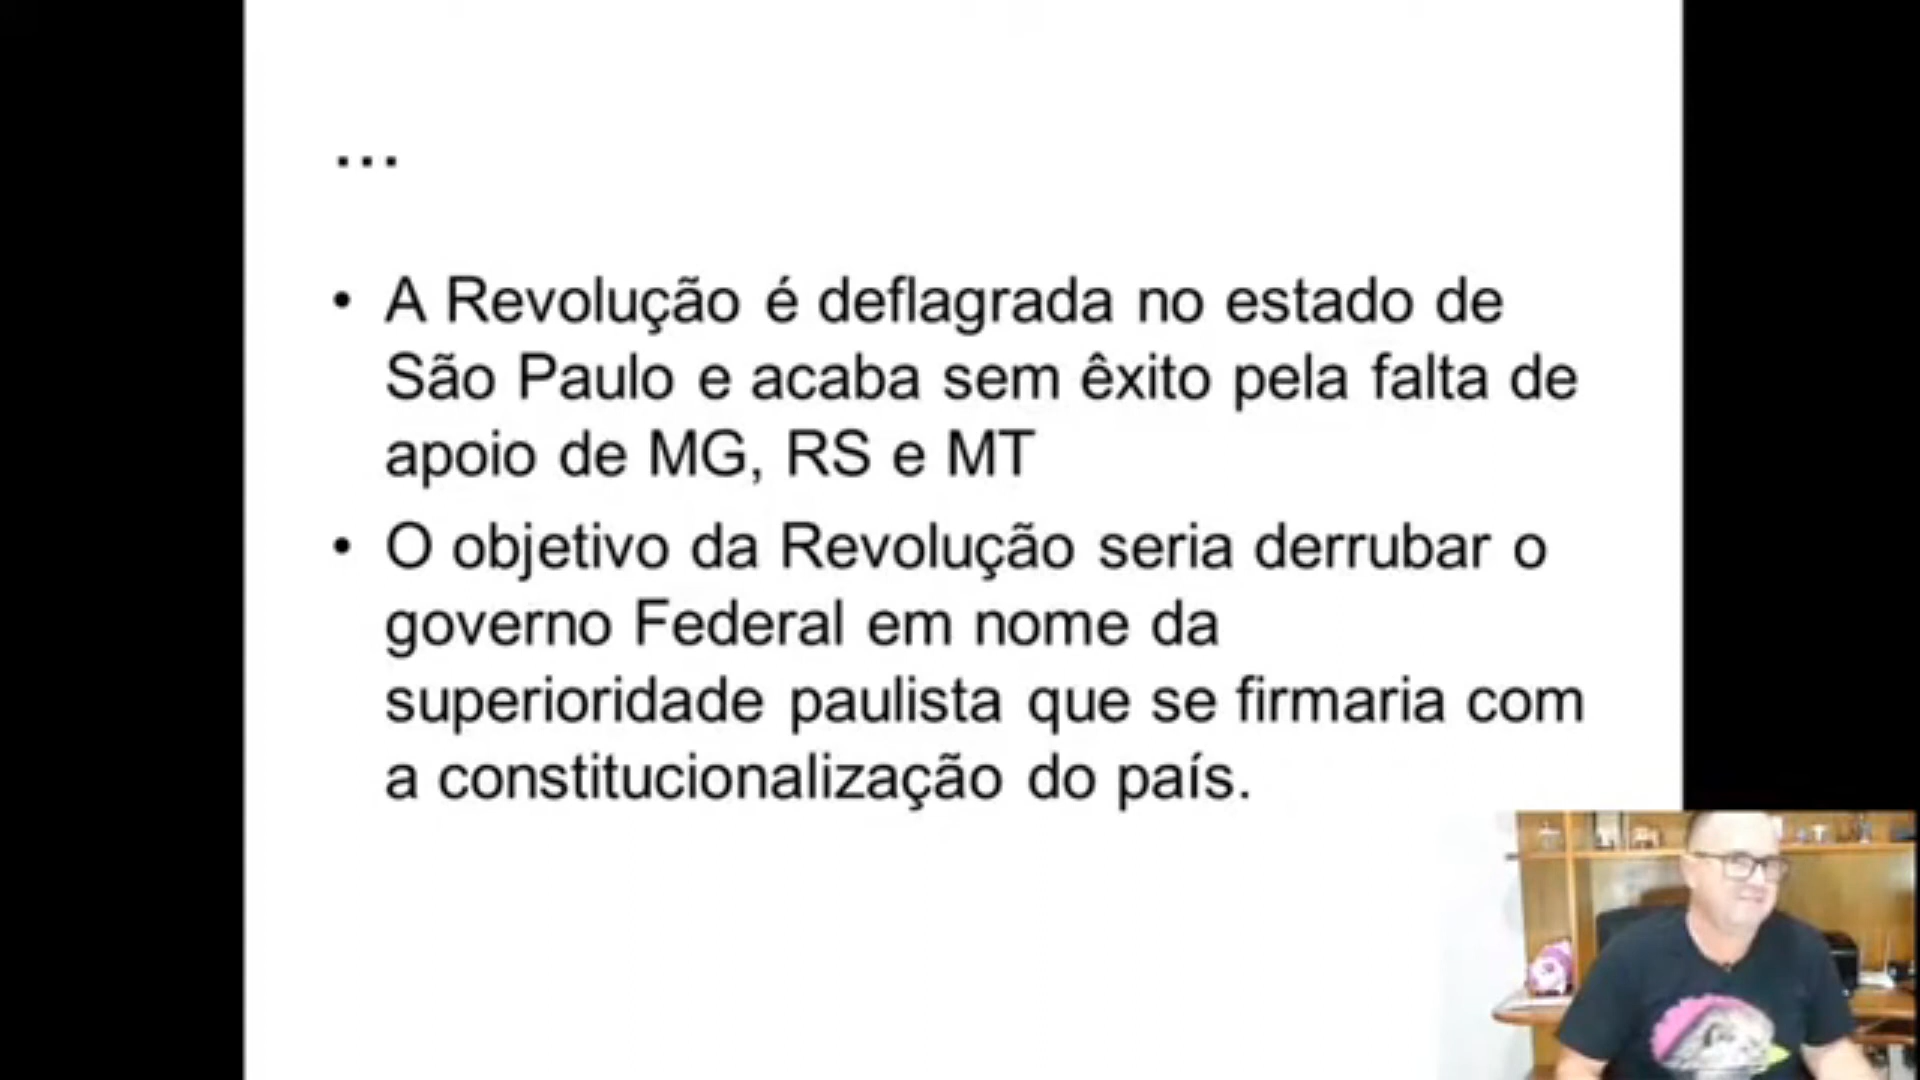 ...
• A Revolução é deflagrada no estado de
São Paulo e acaba sem êxito pela falta de
apoio de MG, RS e MT
• O objetivo da Revolução seria derrubar o
governo Federal em nome da
superioridade paulista que se firmaria com
a constitucionalização do país.